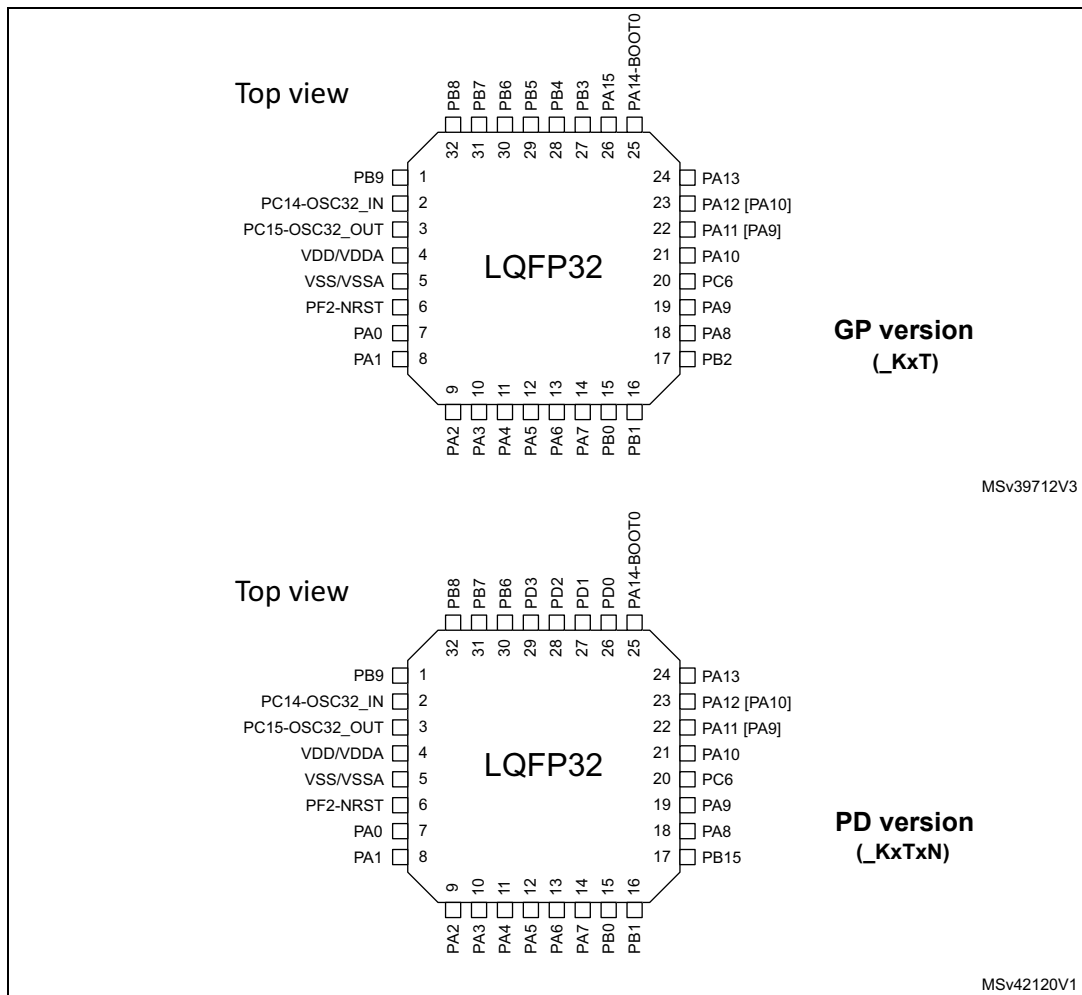 Top view
PB8
PB7
PB6
PB5
PB4
PB3
PA15
PA14-BOOT0
32
31
30
29
28
27
26
25
PB9 1
PC14-OSC32_IN 2
PC15-OSC32_OUT 3
VDD/VDDA 4
VSS/VSSA 5
PF2-NRST 6
PA0 7
PA1 8
LQFP32
24 PA13
23 PA12 [PA10]
22 PA11 [PA9]
21 PA10
20 PC6
19 PA9
18 PA8
17 PB2
9
10
11
12
13
14
15
16
PA2
PA3
PA4
PA5
PA6
PA7
PB0
PB1
GP version
(_KxT)
MSv39712V3
Top view
PB8
PB7
PB6
PD3
PD2
PD1
PD0
PA14-BOOT0
32
31
30
29
28
27
26
25
PB9 1
PC14-OSC32_IN 2
PC15-OSC32_OUT 3
VDD/VDDA 4
VSS/VSSA 5
PF2-NRST 6
PA0 7
PA1 8
LQFP32
24 PA13
23 PA12 [PA10]
22 PA11 [PA9]
21 PA10
20 PC6
19 PA9
18 PA8
17 PB15
9
10
11
12
13
14
15
16
PA2
PA3
PA4
PA5
PA6
PA7
PB0
PB1
PD version
(_KxTxN)
MSv42120V1